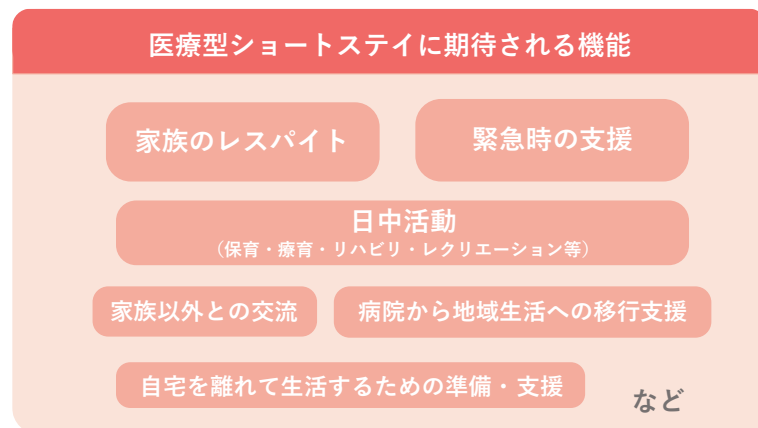 医療型ショートステイに期待される機能
家族のレスパイト
緊急時の支援
日中活動
（保育・療育・リハビリ・レクリエーション等）
家族以外との交流
病院から地域生活への移行支援
自宅を離れて生活するための準備・支援
など